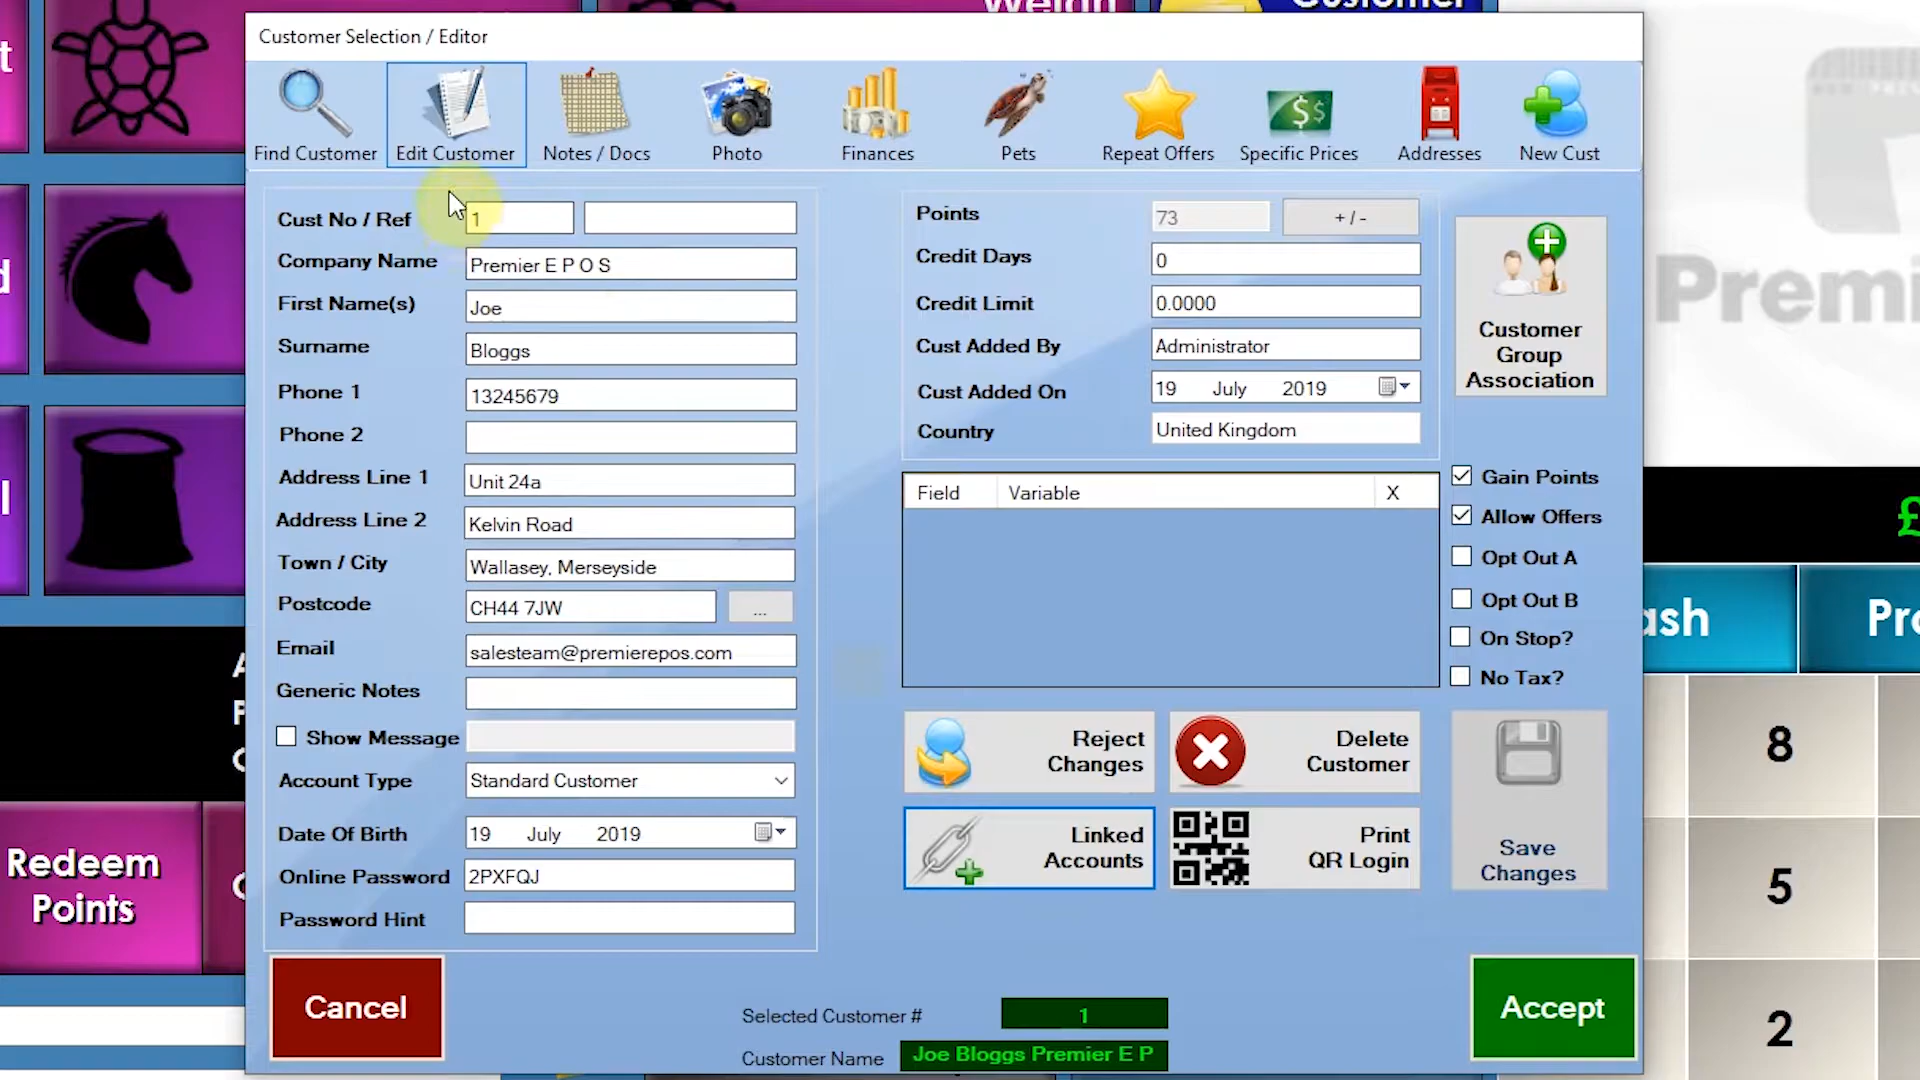 Weigh
Customer
Customer Selection / Editor
Find Customer
Edit Customer
Notes / Docs
Photo
Finances
Pets
Repeat Offers
Specific Prices
Addresses
New Cust
Cust No / Ref
1
Company Name
Premier E P O S
First Name(s)
Joe
Surname
Bloggs
Phone 1
13245679
Phone 2
Address Line 1
Unit 24a
Address Line 2
Kelvin Road
Town / City
Wallasey, Merseyside
Postcode
CH44 7JW
...
Email
salesteam@premierepos.com
Generic Notes
Show Message
Account Type
Standard Customer
Date Of Birth
19 July 2019
Online Password
2PXFQJ
Password Hint
Points
73
+ / -
Credit Days
0
Credit Limit
0.0000
Cust Added By
Administrator
Cust Added On
19 July 2019
Country
United Kingdom
Field
Variable
X
Customer
Group
Association
Gain Points
Allow Offers
Opt Out A
Opt Out B
On Stop?
No Tax?
Reject
Changes
Delete
Customer
Linked
Accounts
Print
QR Login
Save
Changes
Cancel
Selected Customer #
1
Customer Name
Joe Bloggs Premier E P
Accept
Redeem
Points
Premi
£
ash
Pr
8
5
2